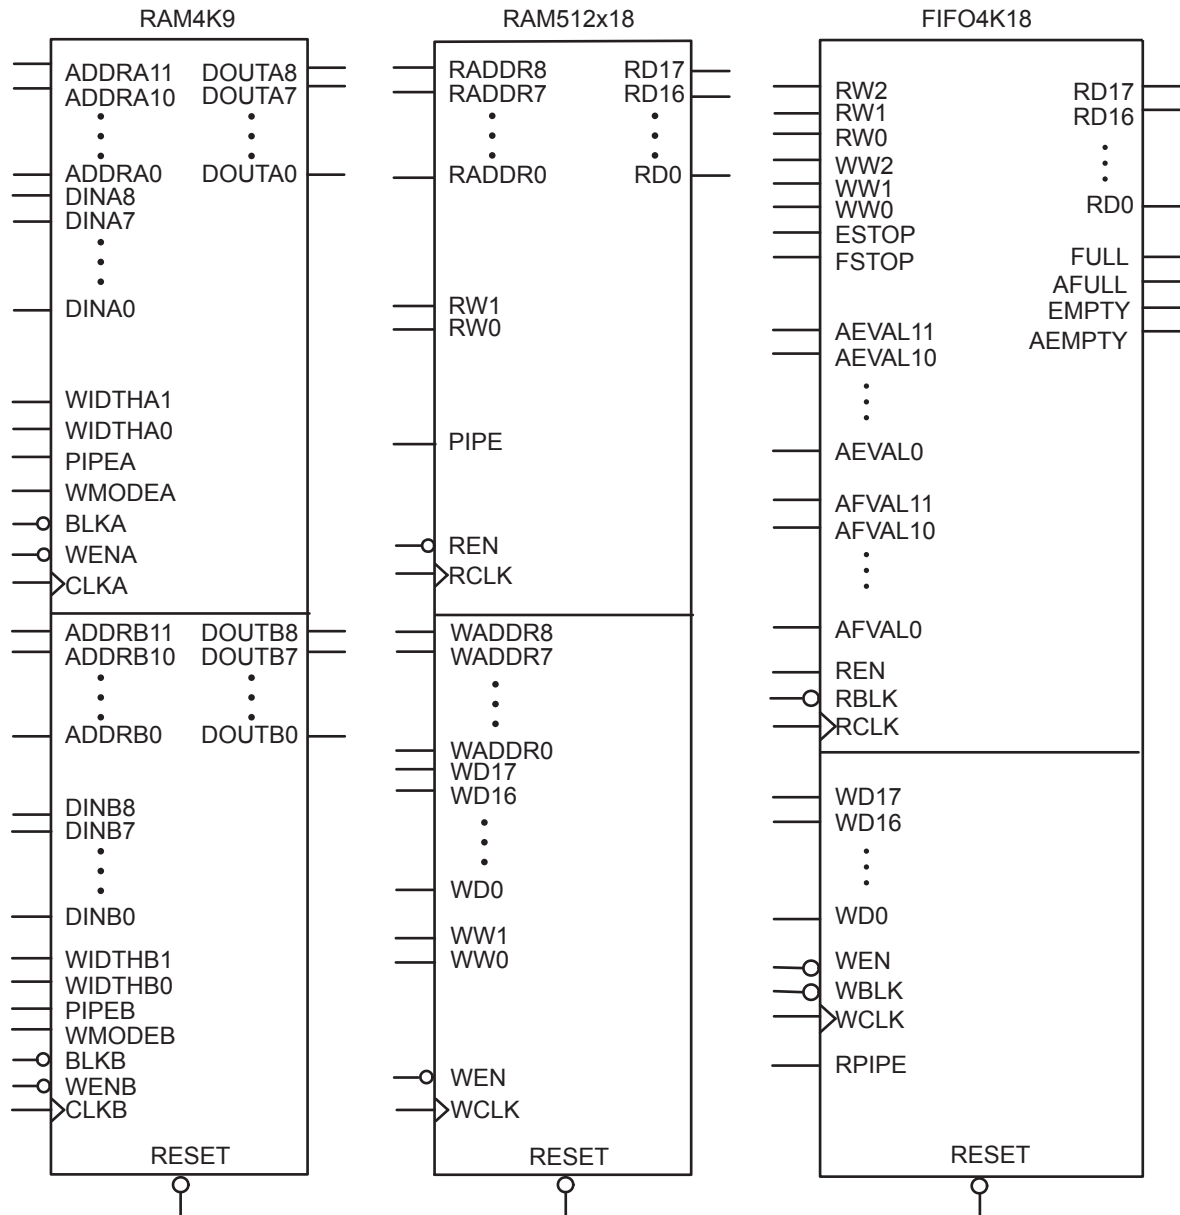 RAM4K9
ADDRA11 DOUTA8
ADDRA10 DOUTA7
ADDRA0 DOUTA0
DINA8
DINA7
DINA0
WIDTHA1
WIDTHA0
PIPEA
WMODEA
BLKA
WENA
CLKA
ADDRB11 DOUTB8
ADDRB10 DOUTB7
ADDRB0 DOUTB0
DINB8
DINB7
DINB0
WIDTHB1
WIDTHB0
PIPEB
WMODEB
BLKB
WENB
CLKB
RESET
RAM512x18
RADDR8 RD17
RADDR7 RD16
RADDR0 RD0
RW1
RW0
PIPE
REN
RCLK
WADDR8
WADDR7
WADDR0
WD17
WD16
WD0
WW1
WW0
WEN
WCLK
RESET
FIFO4K18
RW2 RD17
RW1 RD16
RW0
WW2
WW1
WW0 RD0
ESTOP
FSTOP FULL
AFULL
EMPTY
AEVAL11 AEMPTY
AEVAL10
AEVAL0
AFVAL11
AFVAL10
AFVAL0
REN
RBLK
RCLK
WD17
WD16
WD0
WEN
WBLK
WCLK
RPIPE
RESET